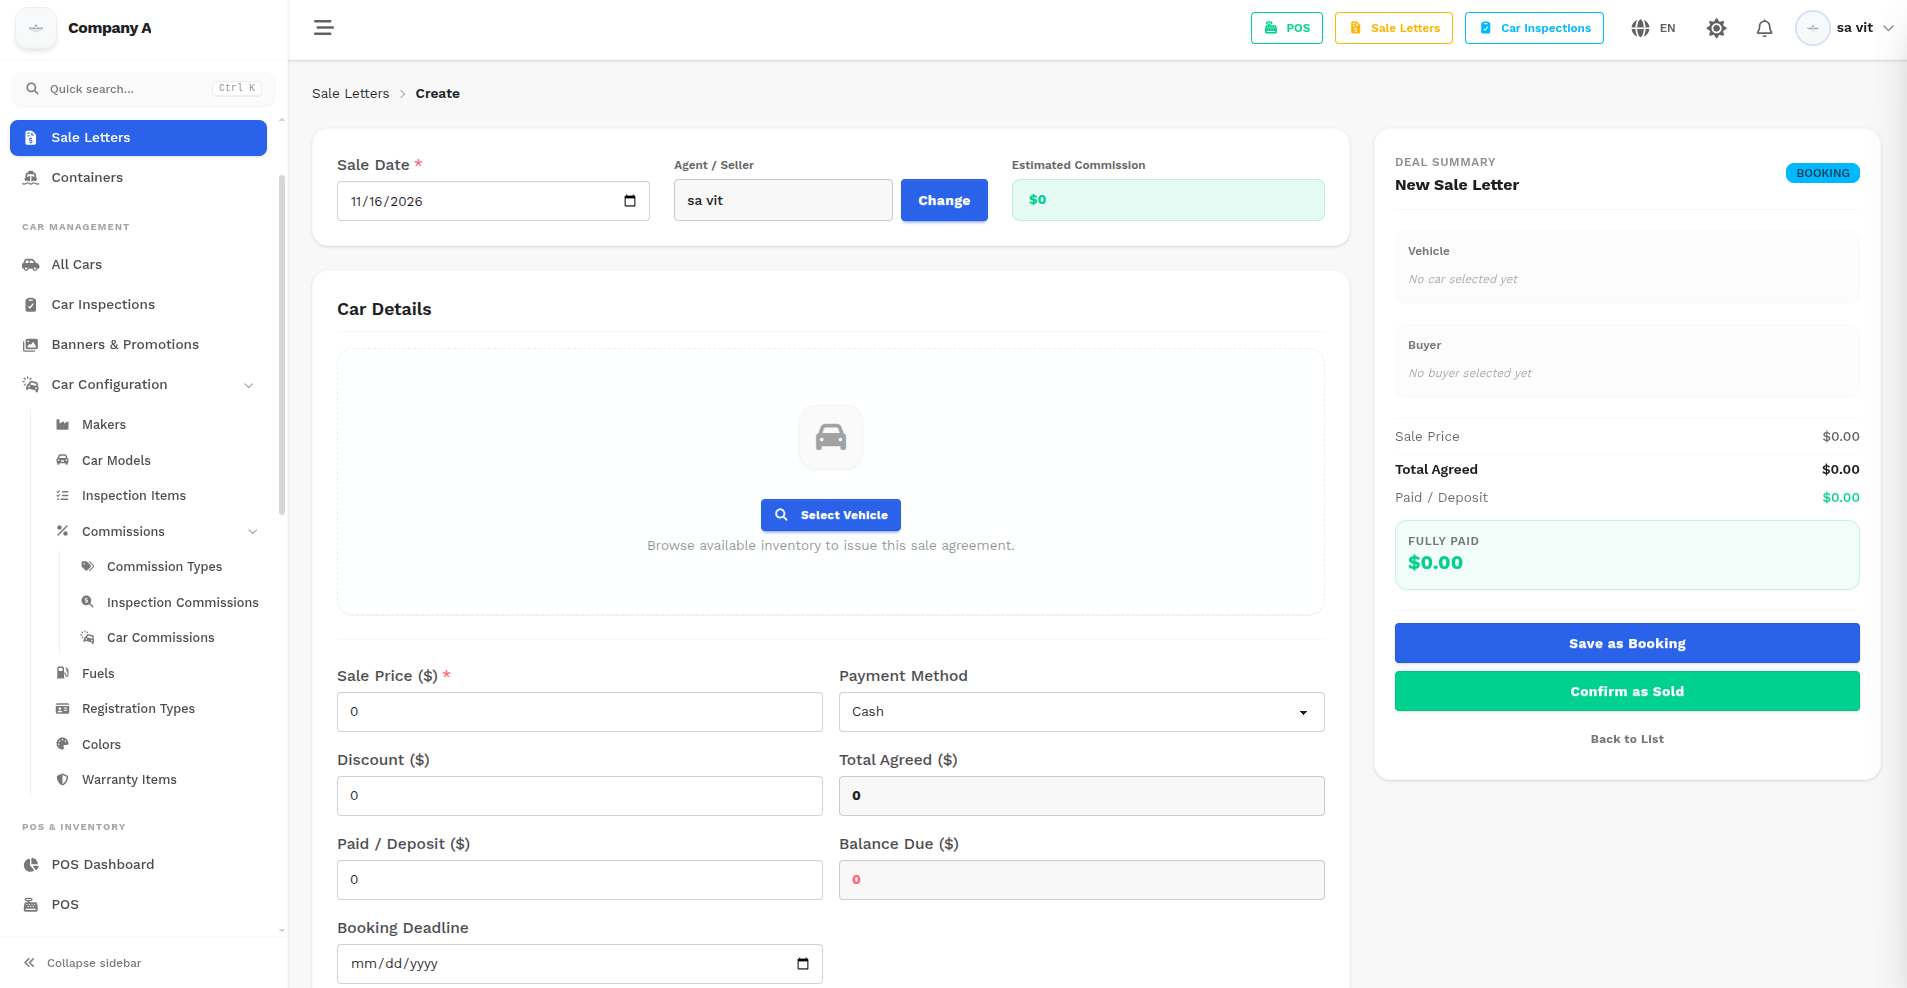 Company A
Quick search... Ctrl K
Sale Letters
Containers
CAR MANAGEMENT
All Cars
Car Inspections
Banners & Promotions
Car Configuration
Makers
Car Models
Inspection Items
Commissions
Commission Types
Inspection Commissions
Car Commissions
Fuels
Registration Types
Colors
Warranty Items
POS & INVENTORY
POS Dashboard
POS
Collapse sidebar
POS Sale Letters Car Inspections EN sa vit
Sale Letters > Create
Sale Date * Agent / Seller Estimated Commission
11/16/2026 sa vit Change $0
Car Details
Select Vehicle
Browse available inventory to issue this sale agreement.
Sale Price ($) * Payment Method
0 Cash
Discount ($) Total Agreed ($)
0 0
Paid / Deposit ($) Balance Due ($)
0 0
Booking Deadline
mm/dd/yyyy
DEAL SUMMARY
New Sale Letter BOOKING
Vehicle
No car selected yet
Buyer
No buyer selected yet
Sale Price $0.00
Total Agreed $0.00
Paid / Deposit $0.00
FULLY PAID
$0.00
Save as Booking
Confirm as Sold
Back to List